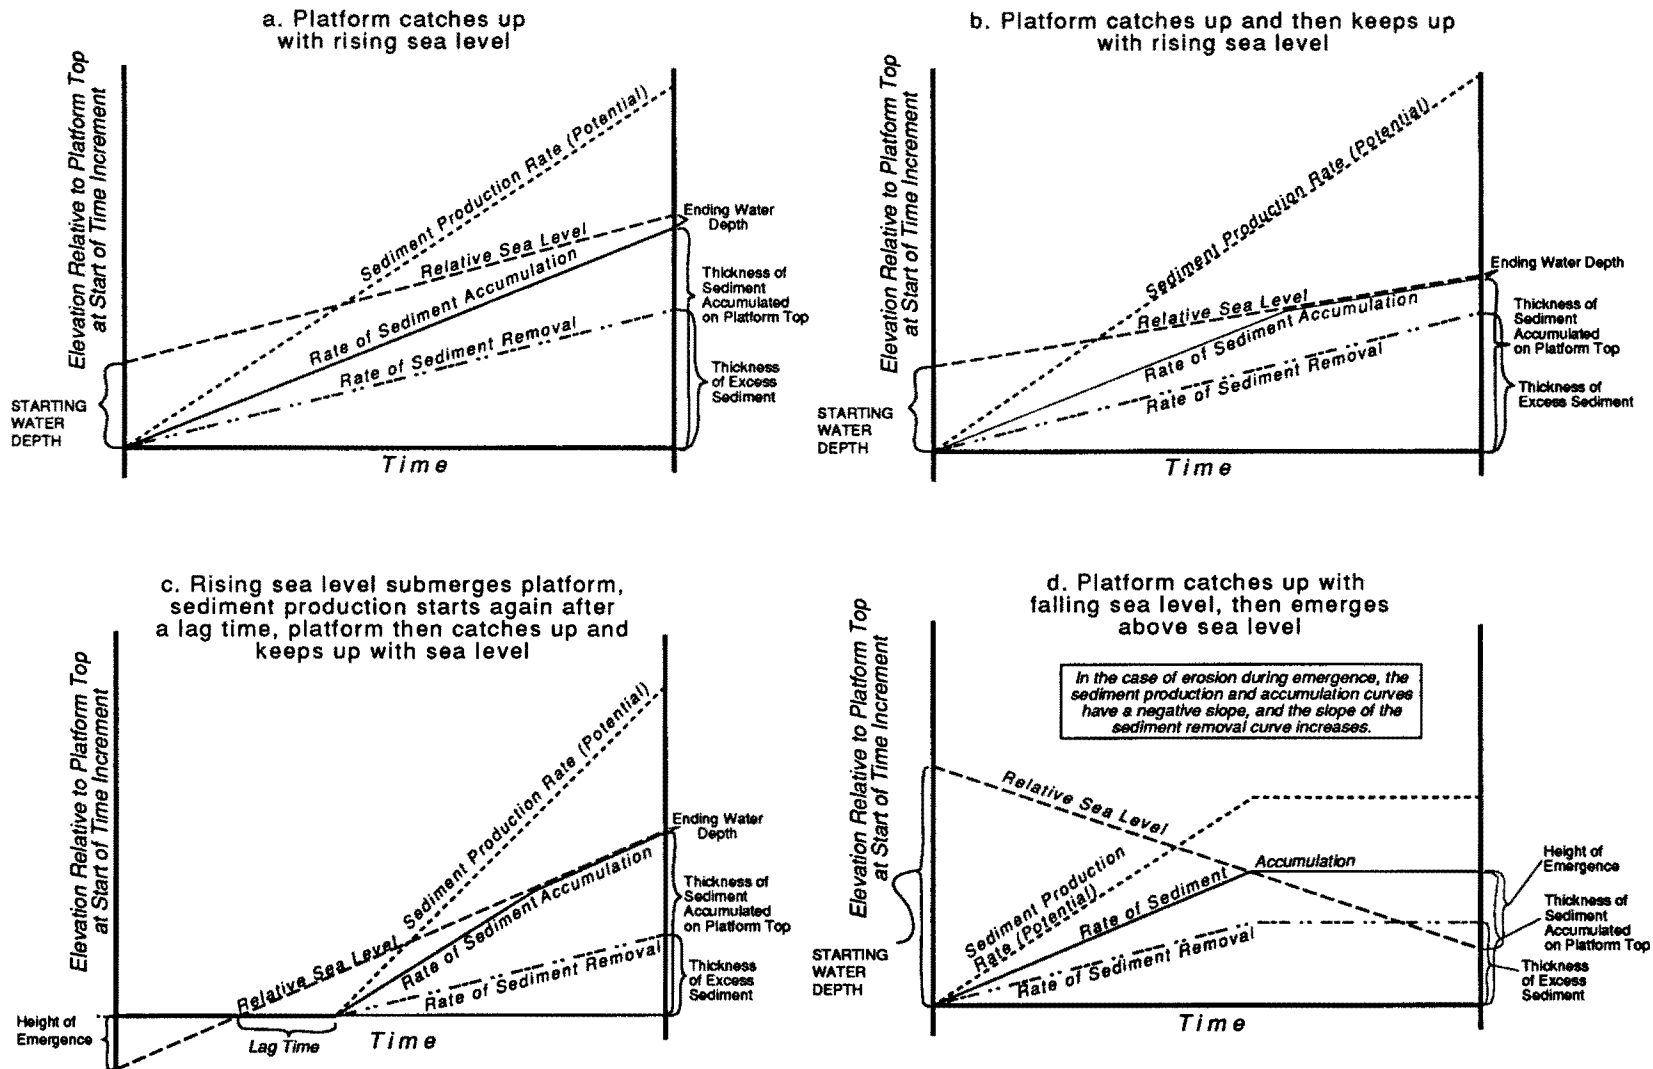 a. Platform catches up
with rising sea level
Elevation Relative to Platform Top
at Start of Time Increment
Sediment Production Rate (Potential)
Relative Sea Level
Rate of Sediment Accumulation
Rate of Sediment Removal
Ending Water
Depth
Thickness of
Sediment
Accumulated
on Platform Top
Thickness
of Excess
Sediment
STARTING
WATER
DEPTH
Time
b. Platform catches up and then keeps up
with rising sea level
Elevation Relative to Platform Top
at Start of Time Increment
Sediment Production Rate (Potential)
Relative Sea Level
Rate of Sediment Accumulation
Rate of Sediment Removal
Ending Water Depth
Thickness of
Sediment
Accumulated
on Platform Top
Thickness of
Excess Sediment
STARTING
WATER
DEPTH
Time
c. Rising sea level submerges platform,
sediment production starts again after
a lag time, platform then catches up and
keeps up with sea level
Elevation Relative to Platform Top
at Start of Time Increment
Sediment Production Rate (Potential)
Relative Sea Level
Rate of Sediment Accumulation
Rate of Sediment Removal
Ending Water
Depth
Thickness of
Sediment
Accumulated
on Platform Top
Thickness
of Excess
Sediment
Height of
Emergence
Lag Time
Time
d. Platform catches up with
falling sea level, then emerges
above sea level
In the case of erosion during emergence, the
sediment production and accumulation curves
have a negative slope, and the slope of the
sediment removal curve increases.
Elevation Relative to Platform Top
at Start of Time Increment
Relative Sea Level
Sediment Production
Rate (Potential)
Rate of Sediment
Accumulation
Rate of Sediment Removal
Height of
Emergence
Thickness of
Sediment
Accumulated
on Platform Top
Thickness
of Excess
Sediment
STARTING
WATER
DEPTH
Time